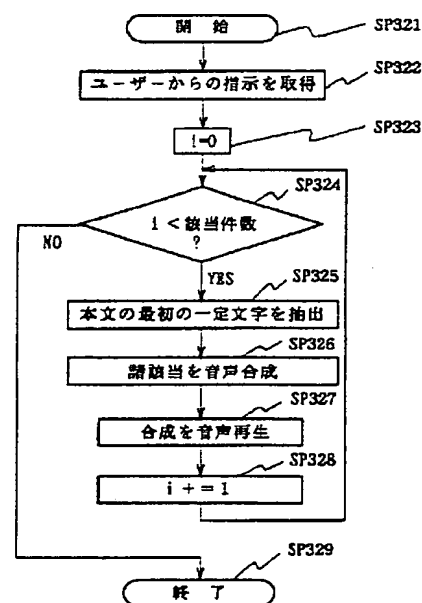 開 始
SP321
SP322
ユーザーからの指示を取得
SP323
i=0
SP324
i < 該当件数
?
NO
YES
SP325
本文の最初の一定文字を抽出
SP326
諸該当を音声合成
SP327
合成を音声再生
SP328
i + = 1
SP329
終 了